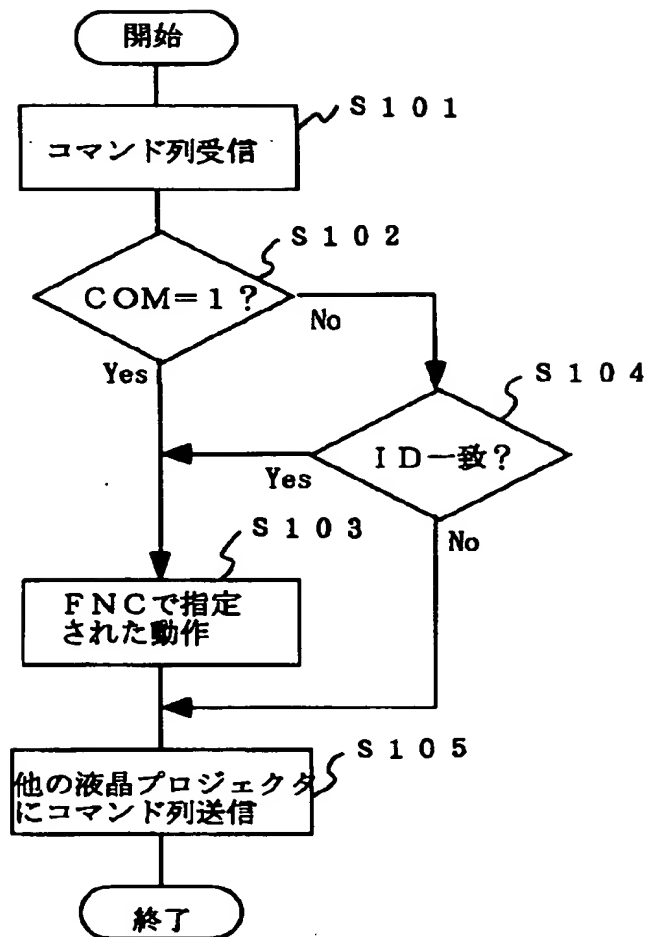 開始
S101
コマンド列受信
S102
COM=1?
No
Yes
S104
ID一致?
Yes
No
S103
FNCで指定
された動作
S105
他の液晶プロジェクタ
にコマンド列送信
終了